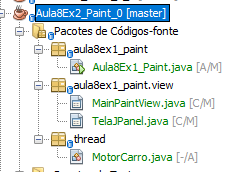 Aula8Ex2_Paint_0 [master]
Pacotes de Códigos-fonte
aula8ex1_paint
Aula8Ex1_Paint.java [A/M]
aula8ex1_paint.view
MainPaintView.java [C/M]
TelaJPanel.java [C/M]
thread
MotorCarro.java [-/A]